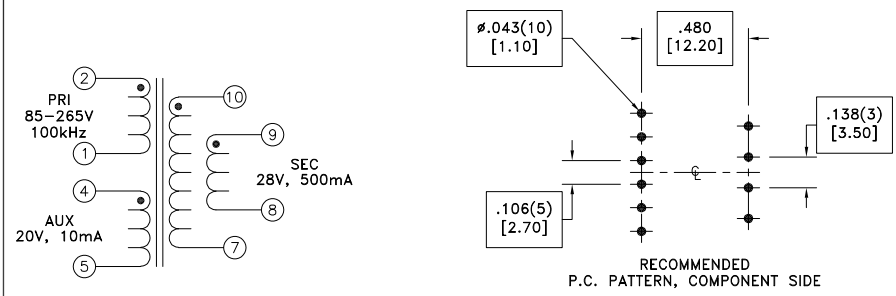 2
PRI
85-265V
100kHz
1
4
AUX
20V, 10mA
5
10
9
SEC
28V, 500mA
8
7
ø.043(10)
[1.10]
.480
[12.20]
.138(3)
[3.50]
℄
.106(5)
[2.70]
RECOMMENDED
P.C. PATTERN, COMPONENT SIDE